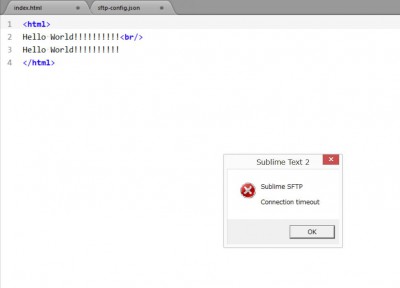 index.html
sftp-config.json
1 <html>
2 Hello World!!!!!!!!!!<br/>
3 Hello World!!!!!!!!!!
4 </html>
Sublime Text 2
Sublime SFTP
Connection timeout
OK